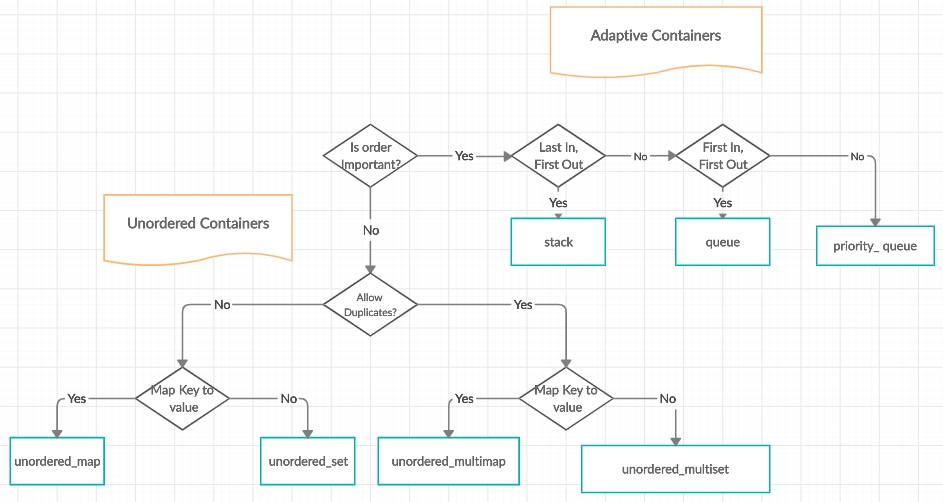 Adaptive Containers
Is order
Important?
Yes
Last In,
First Out
No
First In,
First Out
No
Yes
Yes
stack
queue
priority_ queue
Unordered Containers
No
Allow
Duplicates?
No
Yes
Map Key to
value
Map Key to
value
Yes
No
Yes
No
unordered_map
unordered_set
unordered_multimap
unordered_multiset